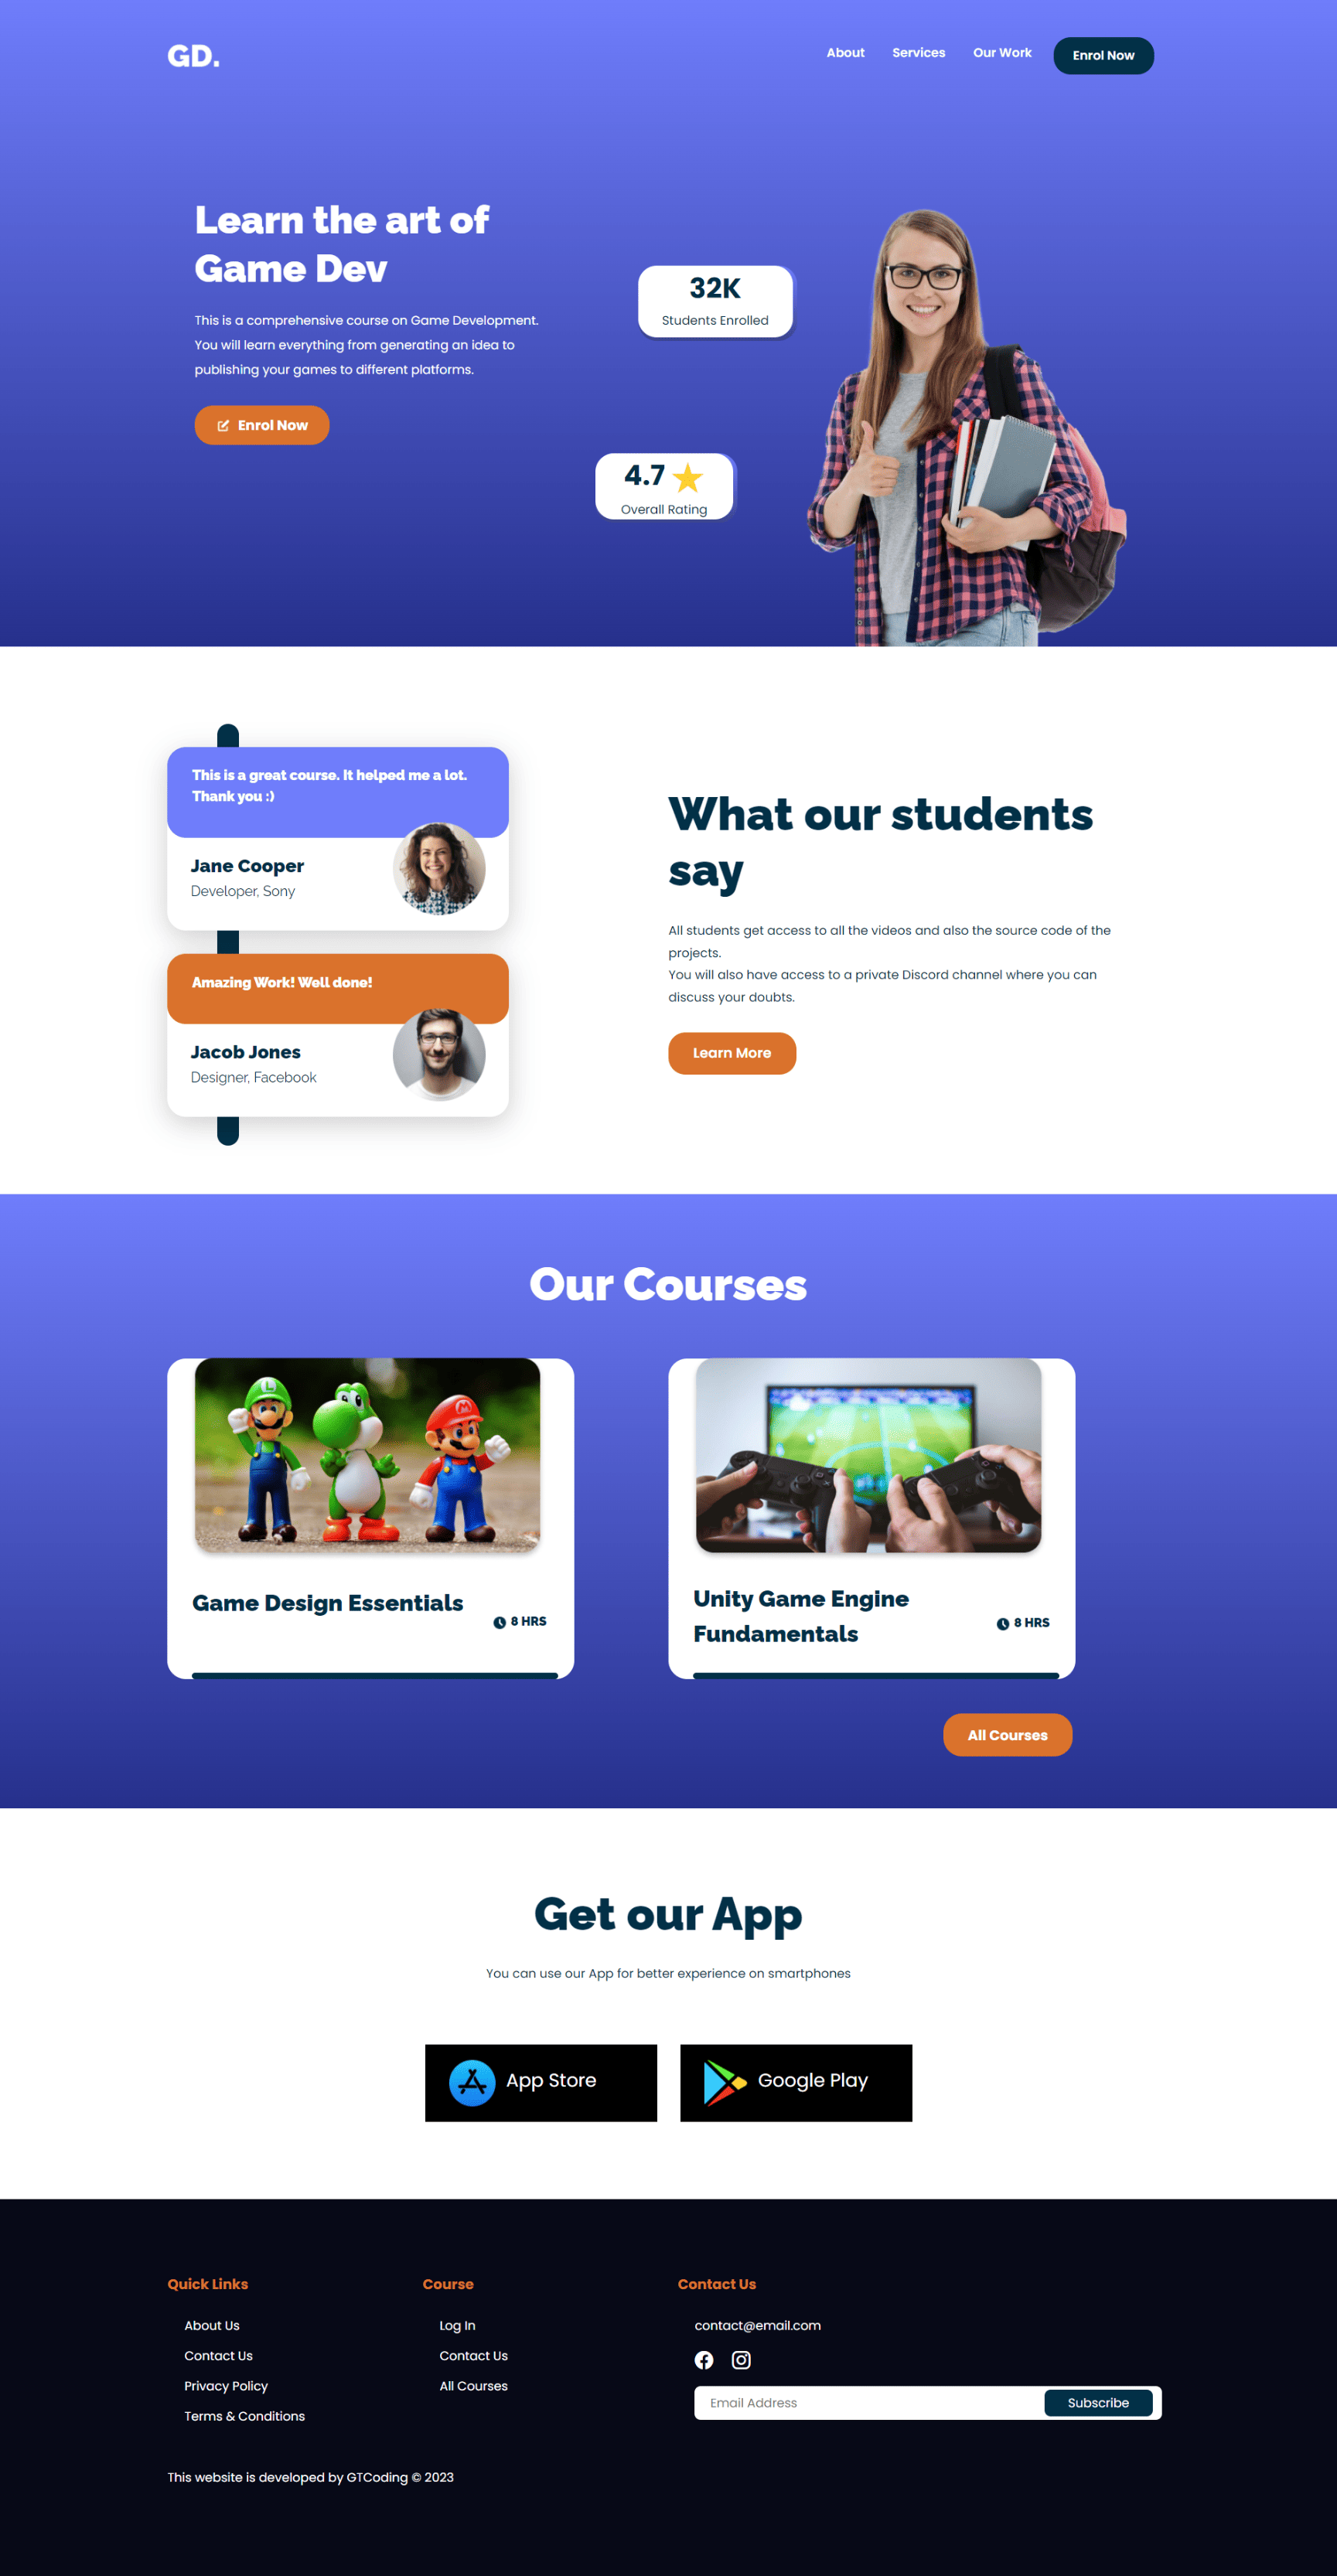 GD.
About
Services
Our Work
Enrol Now
Learn the art of
Game Dev
This is a comprehensive course on Game Development.
You will learn everything from generating an idea to
publishing your games to different platforms.
Enrol Now
32K
Students Enrolled
4.7
Overall Rating
This is a great course. It helped me a lot.
Thank you :)
Jane Cooper
Developer, Sony
Amazing Work! Well done!
Jacob Jones
Designer, Facebook
What our students
say
All students get access to all the videos and also the source code of the
projects.
You will also have access to a private Discord channel where you can
discuss your doubts.
Learn More
Our Courses
L
M
Game Design Essentials
8 HRS
Unity Game Engine
Fundamentals
8 HRS
All Courses
Get our App
You can use our App for better experience on smartphones
App Store
Google Play
Quick Links
About Us
Contact Us
Privacy Policy
Terms & Conditions
Course
Log In
Contact Us
All Courses
Contact Us
contact@email.com
Email Address
Subscribe
This website is developed by GTCoding © 2023